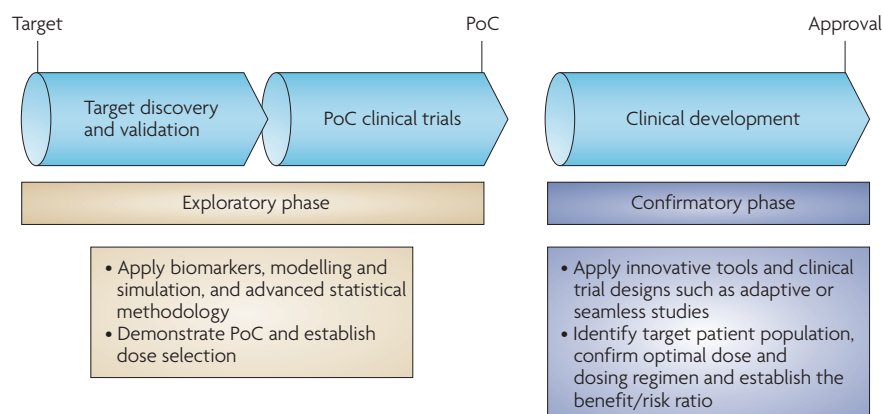 Target
PoC
Approval
Target discovery
and validation
PoC clinical trials
Clinical development
Exploratory phase
Confirmatory phase
• Apply biomarkers, modelling and
simulation, and advanced statistical
methodology
• Demonstrate PoC and establish
dose selection
• Apply innovative tools and clinical
trial designs such as adaptive or
seamless studies
• Identify target patient population,
confirm optimal dose and
dosing regimen and establish the
benefit/risk ratio